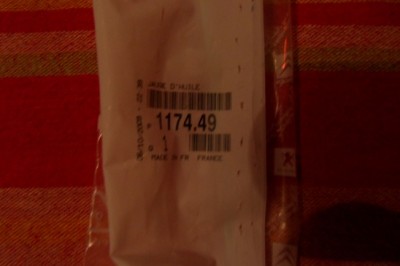 JAUGE D'HUILE
P 1174.49
Q 1
MADE IN FR FRANCE